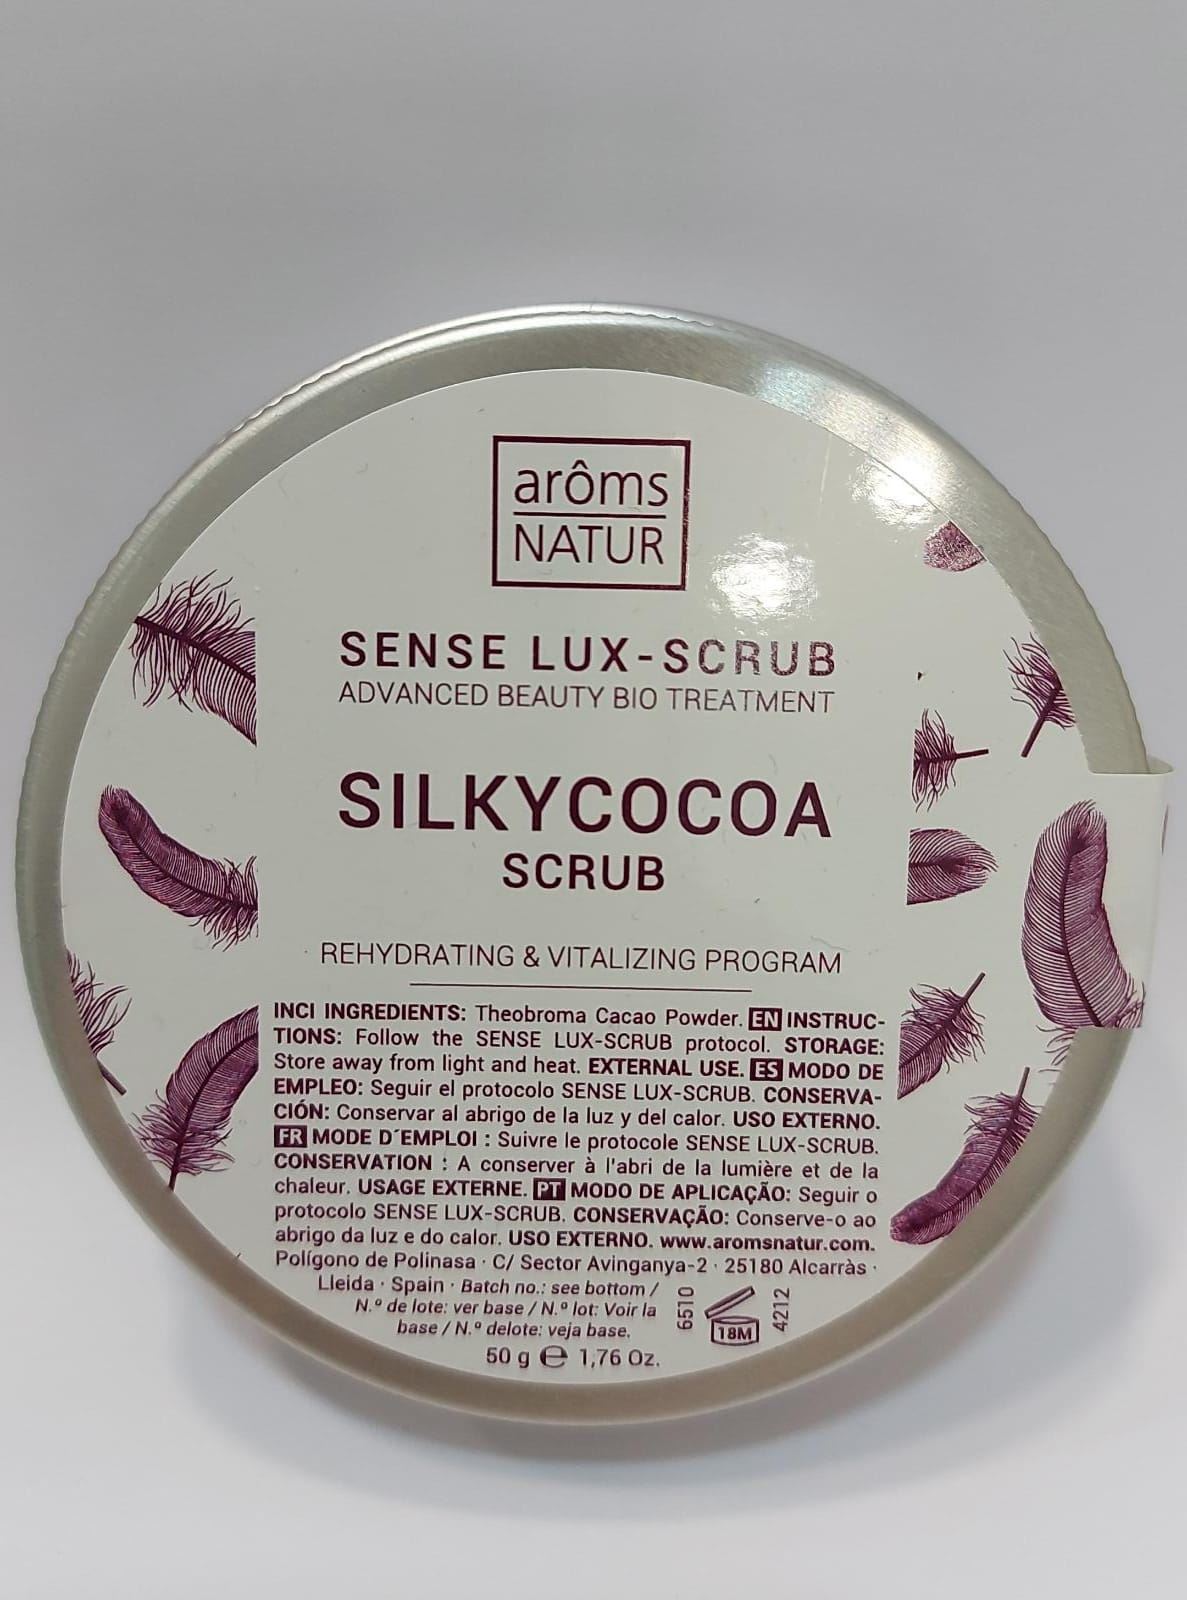 arôms
NATUR
SENSE LUX-SCRUB
ADVANCED BEAUTY BIO TREATMENT
SILKYCOCOA
SCRUB
REHYDRATING & VITALIZING PROGRAM
INCI INGREDIENTS: Theobroma Cacao Powder. EN INSTRUC-
TIONS: Follow the SENSE LUX-SCRUB protocol. STORAGE:
Store away from light and heat. EXTERNAL USE. ES MODO DE
EMPLEO: Seguir el protocolo SENSE LUX-SCRUB. CONSERVA-
CIÓN: Conservar al abrigo de la luz y del calor. USO EXTERNO.
FR MODE D´EMPLOI : Suivre le protocole SENSE LUX-SCRUB.
CONSERVATION : A conserver à l'abri de la lumière et de la
chaleur. USAGE EXTERNE. PT MODO DE APLICAÇÃO: Seguir o
protocolo SENSE LUX-SCRUB. CONSERVAÇÃO: Conserve-o ao
abrigo da luz e do calor. USO EXTERNO. www.aromsnatur.com.
Polígono de Polinasa · C/ Sector Avinganya-2 · 25180 Alcarràs ·
Lleida · Spain · Batch no.: see bottom /
N.º de lote: ver base / N.º lot: Voir la
base / N.º delote: veja base.
6510
18M
4212
50 g e 1,76 Oz.